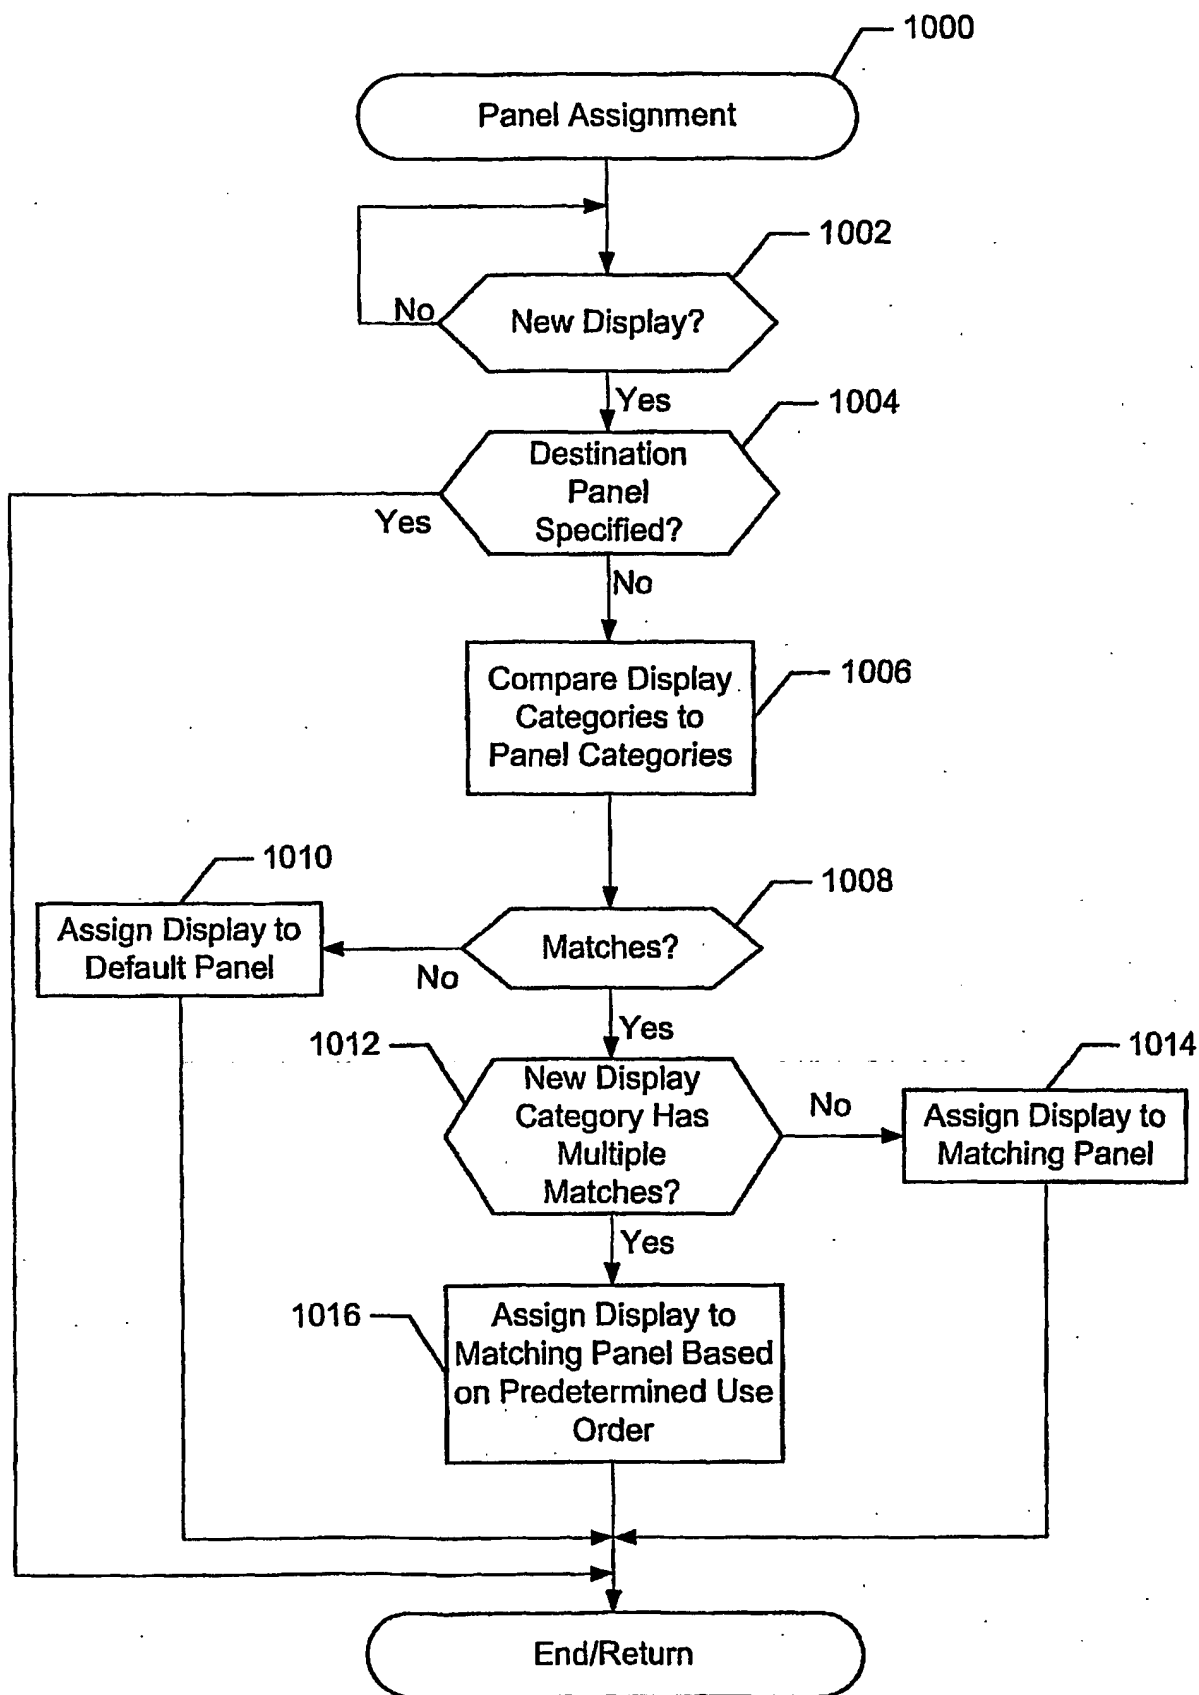 1000
Panel Assignment
1002
No
New Display?
Yes
1004
Destination
Panel
Specified?
Yes
No
Compare Display
Categories to
Panel Categories
1006
1010
1008
Assign Display to
Default Panel
Matches?
No
Yes
1012
1014
New Display
Category Has
Multiple
Matches?
No
Assign Display to
Matching Panel
Yes
1016
Assign Display to
Matching Panel Based
on Predetermined Use
Order
End/Return